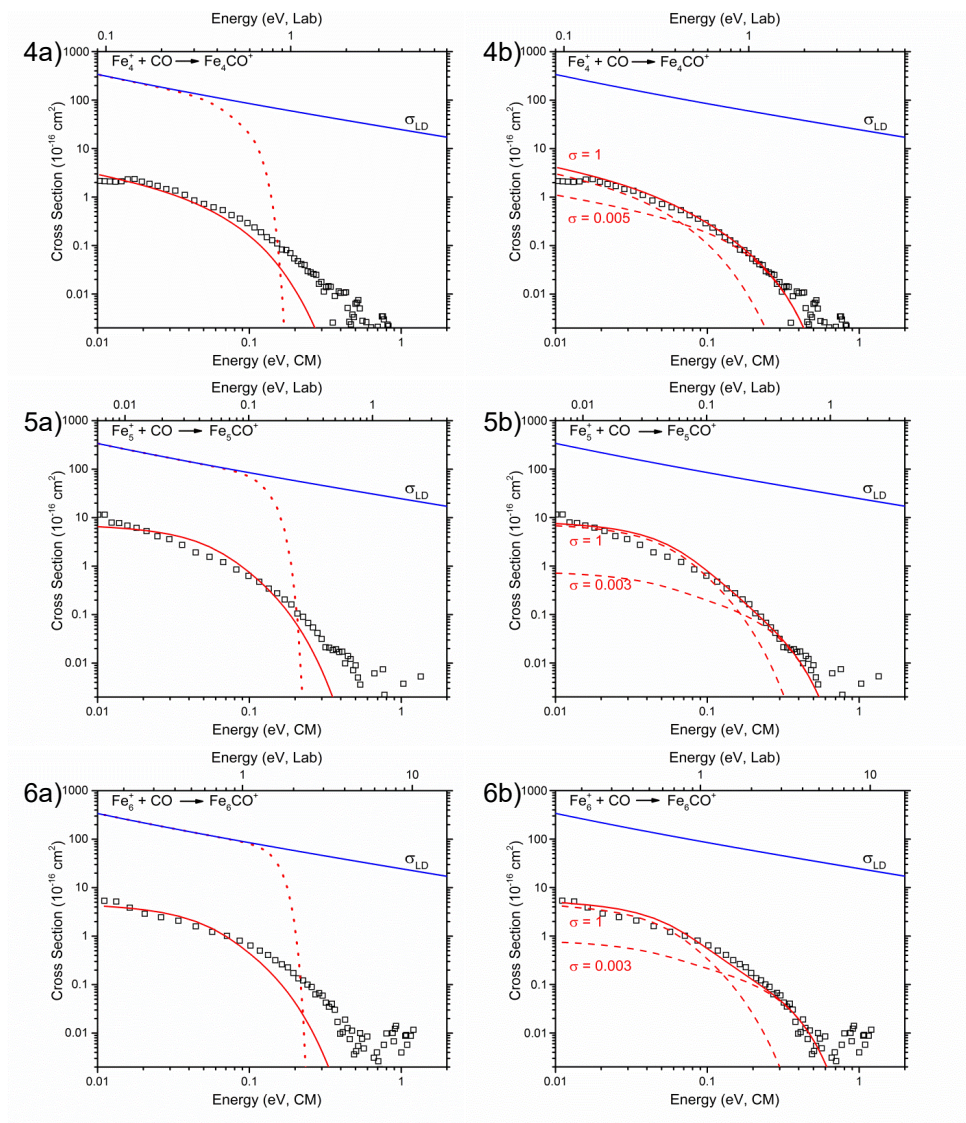 4a)
Energy (eV, Lab)
0.1 1
Fe₄⁺ + CO → Fe₄CO⁺
σLD
1000
100
10
1
0.1
0.01
Cross Section (10⁻¹⁶ cm²)
0.01 0.1 1
Energy (eV, CM)
4b)
Energy (eV, Lab)
0.1 1
Fe₄⁺ + CO → Fe₄CO⁺
σLD
σ = 1
σ = 0.005
1000
100
10
1
0.1
0.01
Cross Section (10⁻¹⁶ cm²)
0.01 0.1 1
Energy (eV, CM)
5a)
Energy (eV, Lab)
0.01 0.1 1
Fe₅⁺ + CO → Fe₅CO⁺
σLD
1000
100
10
1
0.1
0.01
Cross Section (10⁻¹⁶ cm²)
0.01 0.1 1
Energy (eV, CM)
5b)
Energy (eV, Lab)
0.01 0.1 1
Fe₅⁺ + CO → Fe₅CO⁺
σLD
σ = 1
σ = 0.003
1000
100
10
1
0.1
0.01
Cross Section (10⁻¹⁶ cm²)
0.01 0.1 1
Energy (eV, CM)
6a)
Energy (eV, Lab)
1 10
Fe₆⁺ + CO → Fe₆CO⁺
σLD
1000
100
10
1
0.1
0.01
Cross Section (10⁻¹⁶ cm²)
0.01 0.1 1
Energy (eV, CM)
6b)
Energy (eV, Lab)
1 10
Fe₆⁺ + CO → Fe₆CO⁺
σLD
σ = 1
σ = 0.003
1000
100
10
1
0.1
0.01
Cross Section (10⁻¹⁶ cm²)
0.01 0.1 1
Energy (eV, CM)